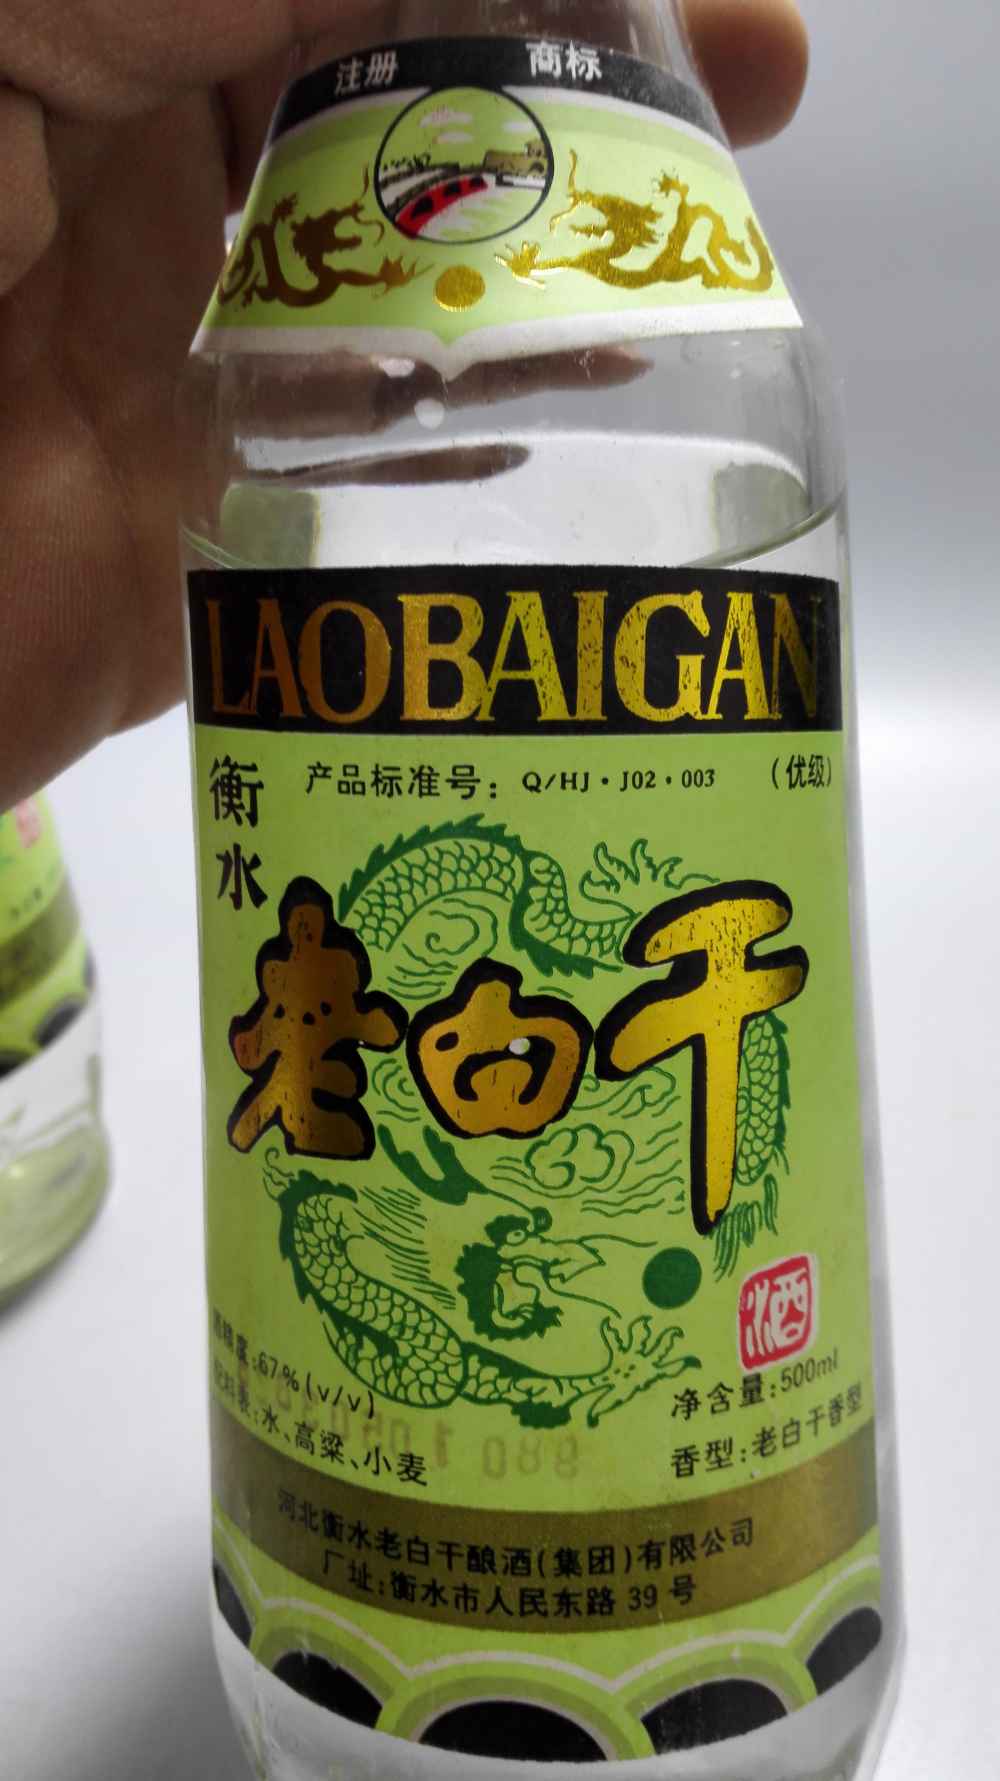 注册 商标
LAOBAIGAN
衡水
产品标准号：Q/HJ·J02·003
(优级)
老白干
酒
酒精度:67%(v/v)
配料表:水、高粱、小麦
净含量:500ml
香型:老白干香型
河北衡水老白干酿酒(集团)有限公司
厂址:衡水市人民东路 39 号